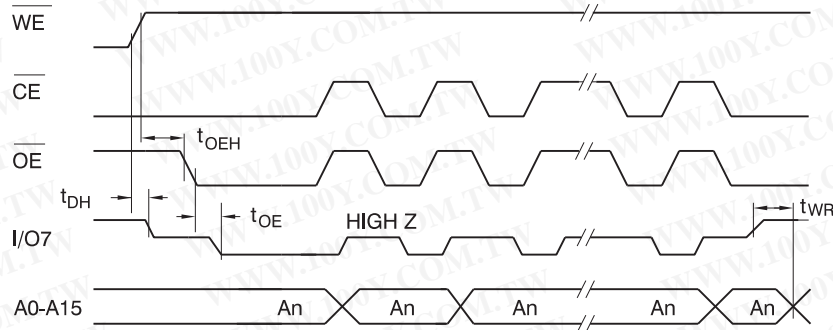 WE
CE
tOEH
OE
tDH
tOE
HIGH Z
tWR
I/O7
A0-A15 An An An An An
WWW.100Y.COM.TW